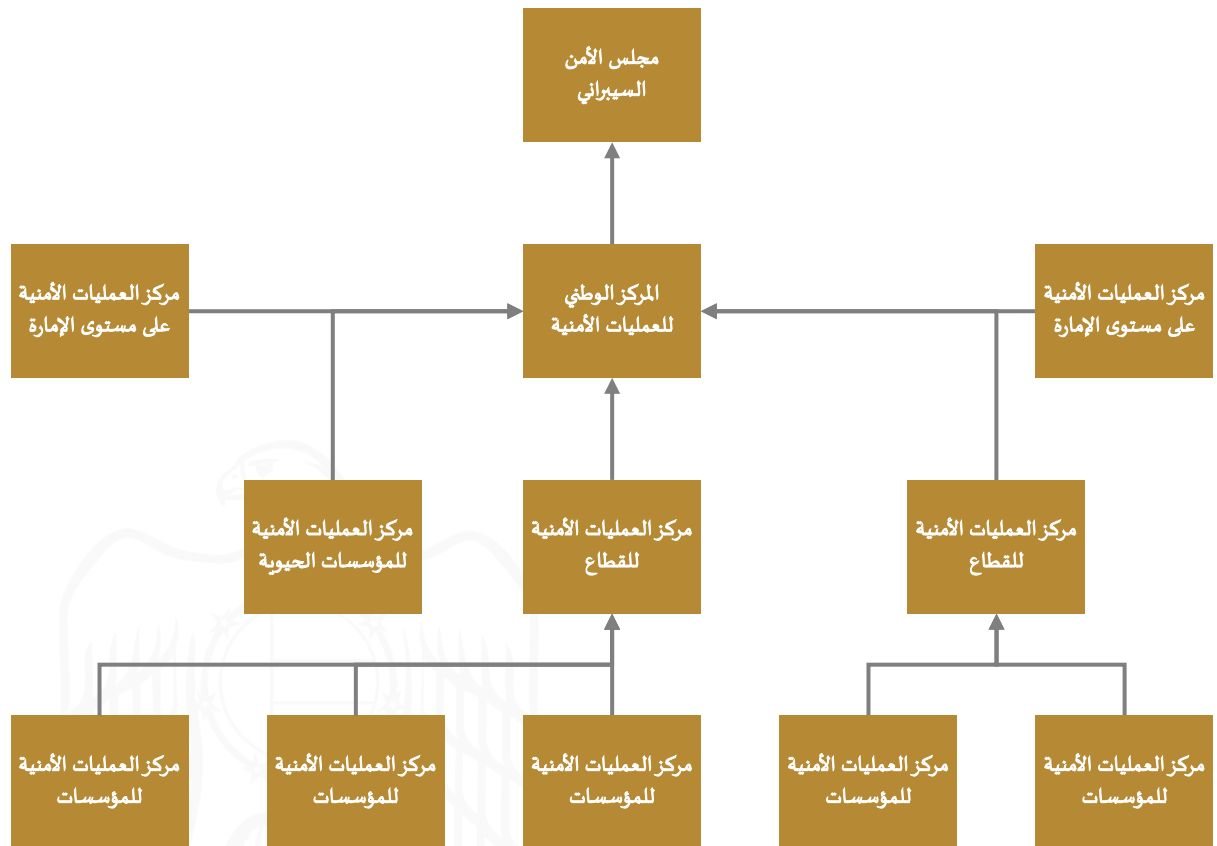 مجلس الأمن
السيبراني
مركز العمليات الأمنية
على مستوى الإمارة
المركز الوطني
للعمليات الأمنية
مركز العمليات الأمنية
على مستوى الإمارة
مركز العمليات الأمنية
للقطاع
مركز العمليات الأمنية
للقطاع
مركز العمليات الأمنية
للمؤسسات الحيوية
مركز العمليات الأمنية
للمؤسسات
مركز العمليات الأمنية
للمؤسسات
مركز العمليات الأمنية
للمؤسسات
مركز العمليات الأمنية
للمؤسسات
مركز العمليات الأمنية
للمؤسسات